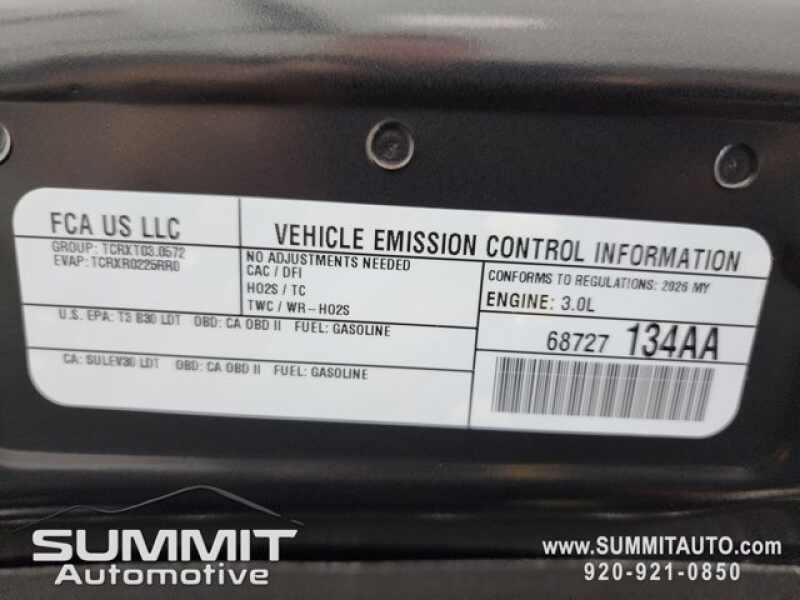 FCA US LLC
GROUP: TCRXT03.0572
EVAP: TCRXR0225RR0
VEHICLE EMISSION CONTROL INFORMATION
NO ADJUSTMENTS NEEDED
CAC / DFI
HO2S / TC
TWC / WR-HO2S
CONFORMS TO REGULATIONS: 2026 MY
ENGINE: 3.0L
U.S. EPA: T3 B30 LDT OBD: CA OBD II FUEL: GASOLINE
68727 134AA
CA: SULEV30 LDT OBD: CA OBD II FUEL: GASOLINE
SUMMIT
Automotive
www.SUMMITAUTO.com
920-921-0850